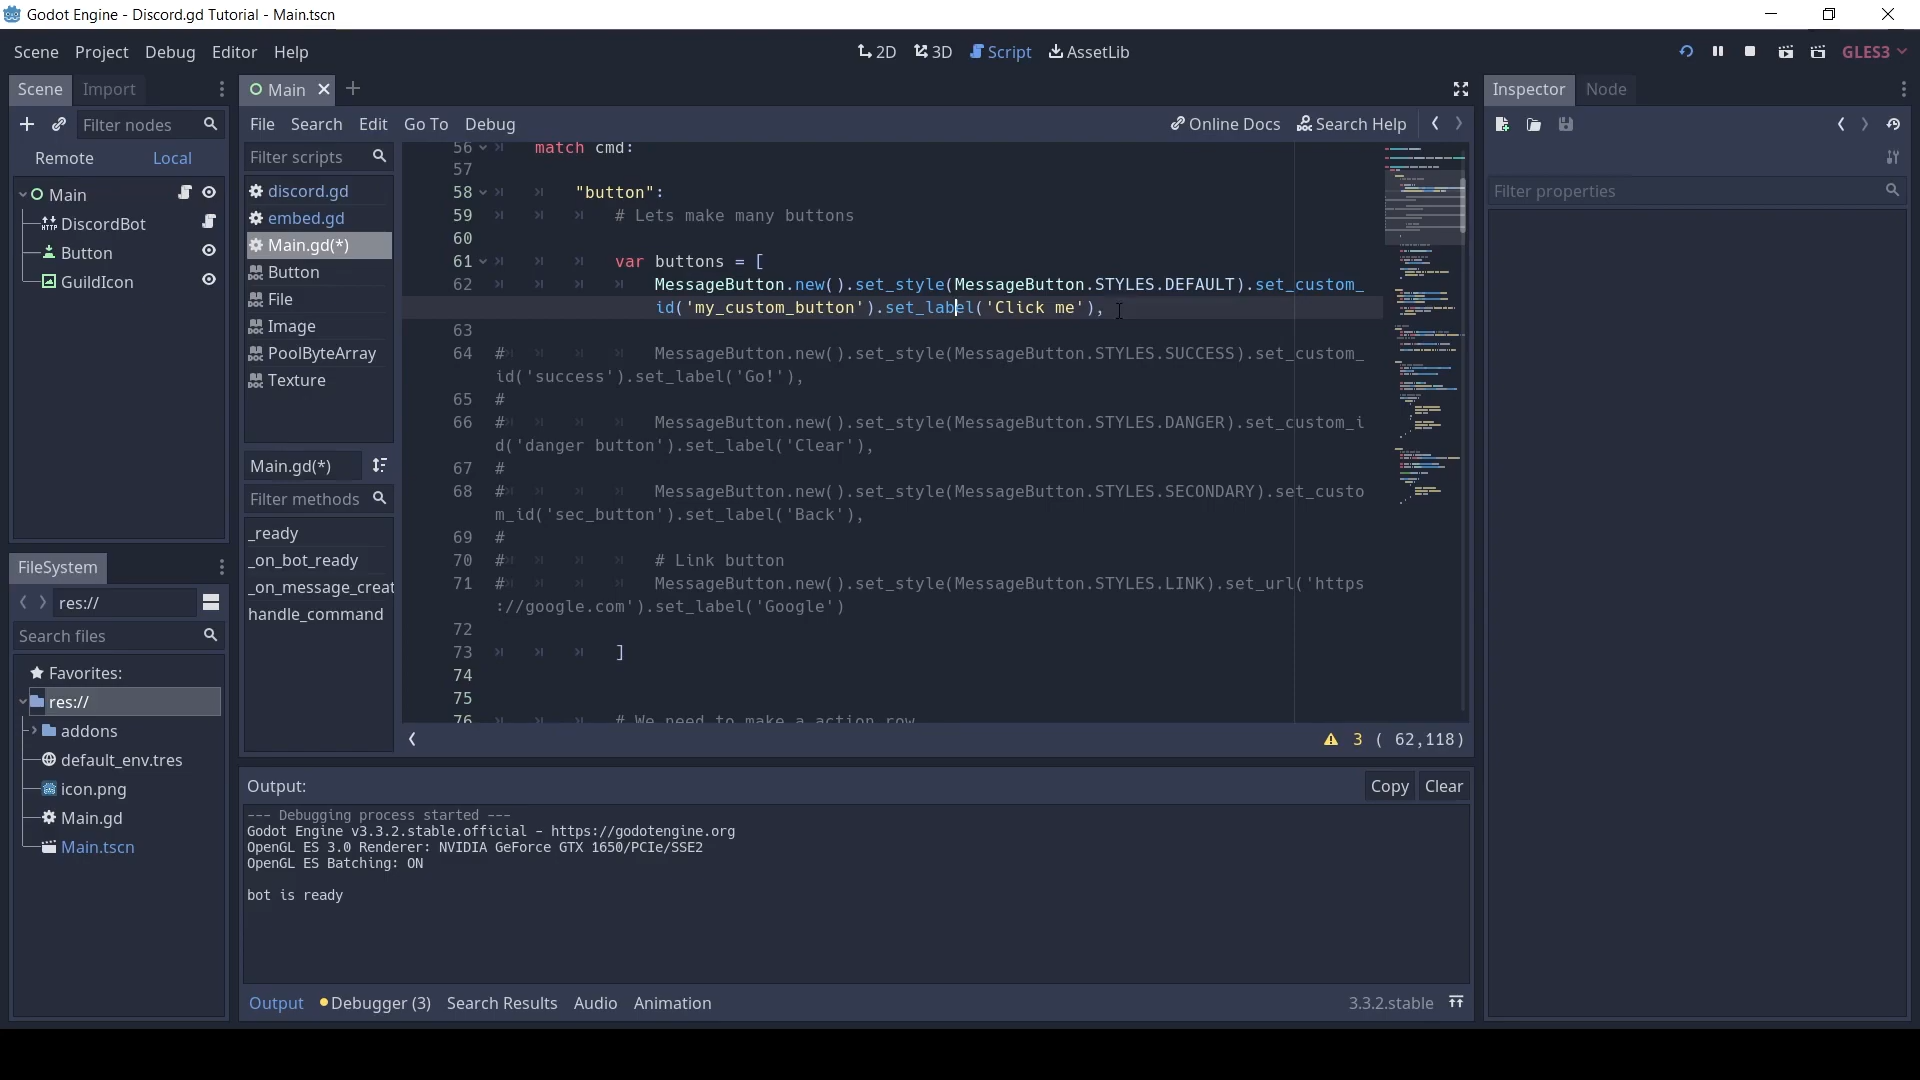 Godot Engine - Discord.gd Tutorial - Main.tscn
Scene Project Debug Editor Help
2D 3D Script AssetLib
GLES3
Scene Import
Filter nodes
Remote Local
Main
DiscordBot
Button
GuildIcon
FileSystem
res://
Search files
Favorites:
res://
addons
default_env.tres
icon.png
Main.gd
Main.tscn
Main
File Search Edit Go To Debug
Online Docs Search Help
Filter scripts
discord.gd
embed.gd
Main.gd(*)
Button
File
Image
PoolByteArray
Texture
Main.gd(*)
Filter methods
_ready
_on_bot_ready
_on_message_creat
handle_command
56 match cmd:
57
58 "button":
59 # Lets make many buttons
60
61 var buttons = [
62 MessageButton.new().set_style(MessageButton.STYLES.DEFAULT).set_custom_
id('my_custom_button').set_label('Click me'),
63
64 # MessageButton.new().set_style(MessageButton.STYLES.SUCCESS).set_custom_
id('success').set_label('Go!'),
65 #
66 # MessageButton.new().set_style(MessageButton.STYLES.DANGER).set_custom_i
d('danger button').set_label('Clear'),
67 #
68 # MessageButton.new().set_style(MessageButton.STYLES.SECONDARY).set_custo
m_id('sec_button').set_label('Back'),
69 #
70 # # Link button
71 # MessageButton.new().set_style(MessageButton.STYLES.LINK).set_url('https
://google.com').set_label('Google')
72
73 ]
74
75
76 # We need to make a action row
3 ( 62,118)
Output:
Copy Clear
--- Debugging process started ---
Godot Engine v3.3.2.stable.official - https://godotengine.org
OpenGL ES 3.0 Renderer: NVIDIA GeForce GTX 1650/PCIe/SSE2
OpenGL ES Batching: ON
bot is ready
Output Debugger (3) Search Results Audio Animation
3.3.2.stable
Inspector Node
Filter properties